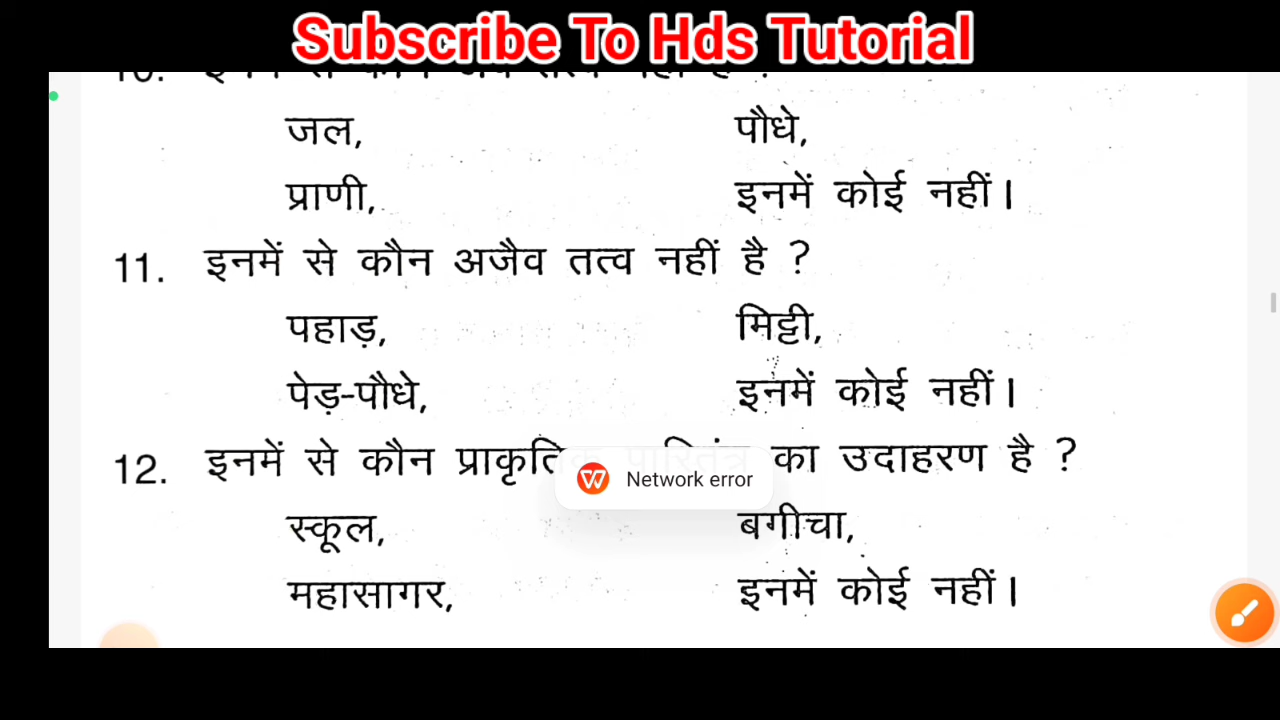 Subscribe To Hds Tutorial
10.
जल, पौधे,
प्राणी, इनमें कोई नहीं।
11. इनमें से कौन अजैव तत्व नहीं है ?
पहाड़, मिट्टी,
पेड़-पौधे, इनमें कोई नहीं।
12. इनमें से कौन प्राकृतिक पारितंत्र का उदाहरण है ?
Network error
स्कूल, बगीचा,
महासागर, इनमें कोई नहीं।